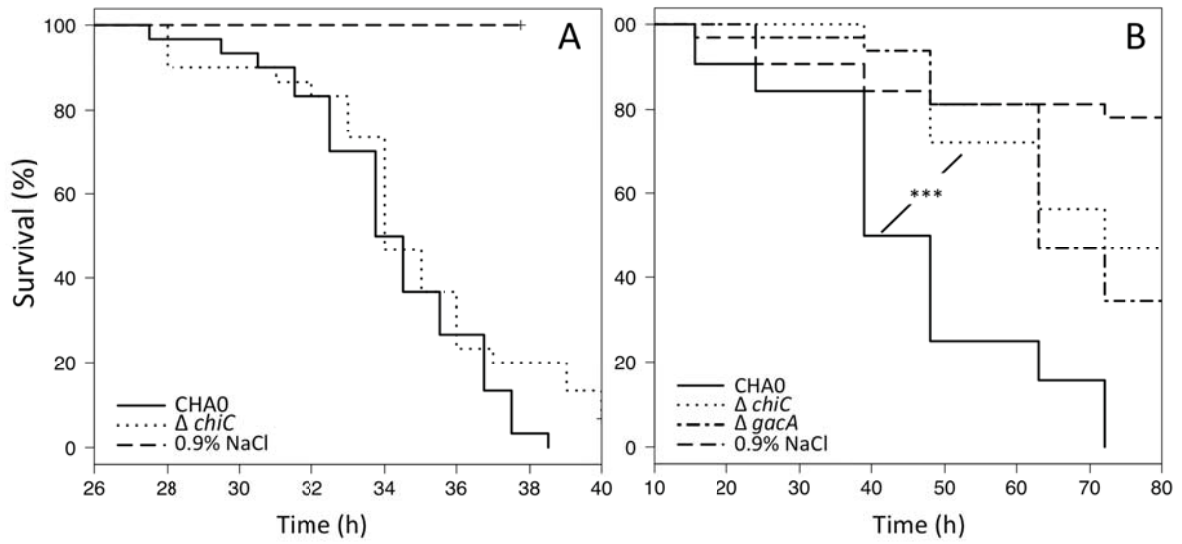 A
Survival (%)
100
80
60
40
20
0
CHA0
Δ chiC
0.9% NaCl
26 28 30 32 34 36 38 40
Time (h)
B
00
80
60
40
20
0
***
CHA0
Δ chiC
Δ gacA
0.9% NaCl
10 20 30 40 50 60 70 80
Time (h)